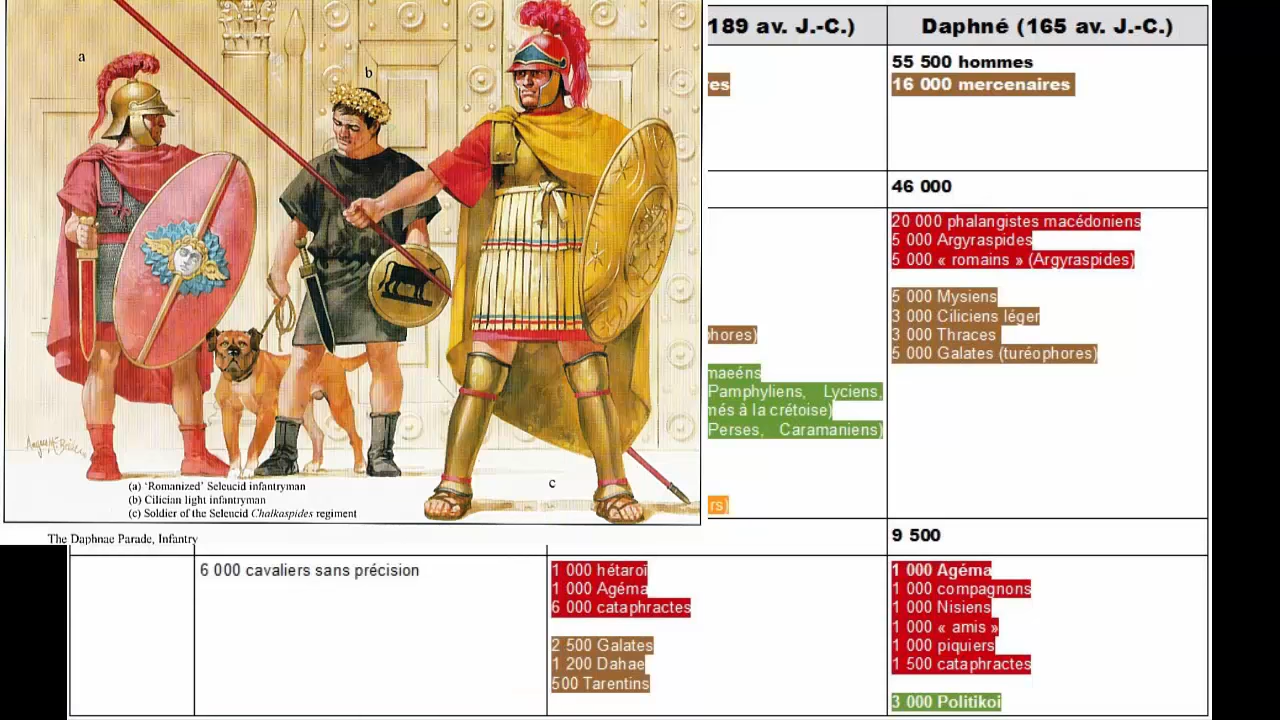 a
b
c
(a) ‘Romanized’ Seleucid infantryman
(b) Cilician light infantryman
(c) Soldier of the Seleucid Chalkaspides regiment
The Daphnae Parade, Infantry
189 av. J.-C.)
Daphné (165 av. J.-C.)
55 500 hommes
16 000 mercenaires
46 000
20 000 phalangistes macédoniens
5 000 Argyraspides
5 000 « romains » (Argyraspides)
5 000 Mysiens
3 000 Ciliciens léger
3 000 Thraces
5 000 Galates (turéophores)
phores)
maeéns
Pamphyliens, Lyciens,
més à la crétoise)
Perses, Caramaniens)
rs)
9 500
6 000 cavaliers sans précision
1 000 hétaroï
1 000 Agéma
6 000 cataphractes
2 500 Galates
1 200 Dahae
500 Tarentins
1 000 Agéma
1 000 compagnons
1 000 Nisiens
1 000 « amis »
1 000 piquiers
1 500 cataphractes
3 000 Politikoi